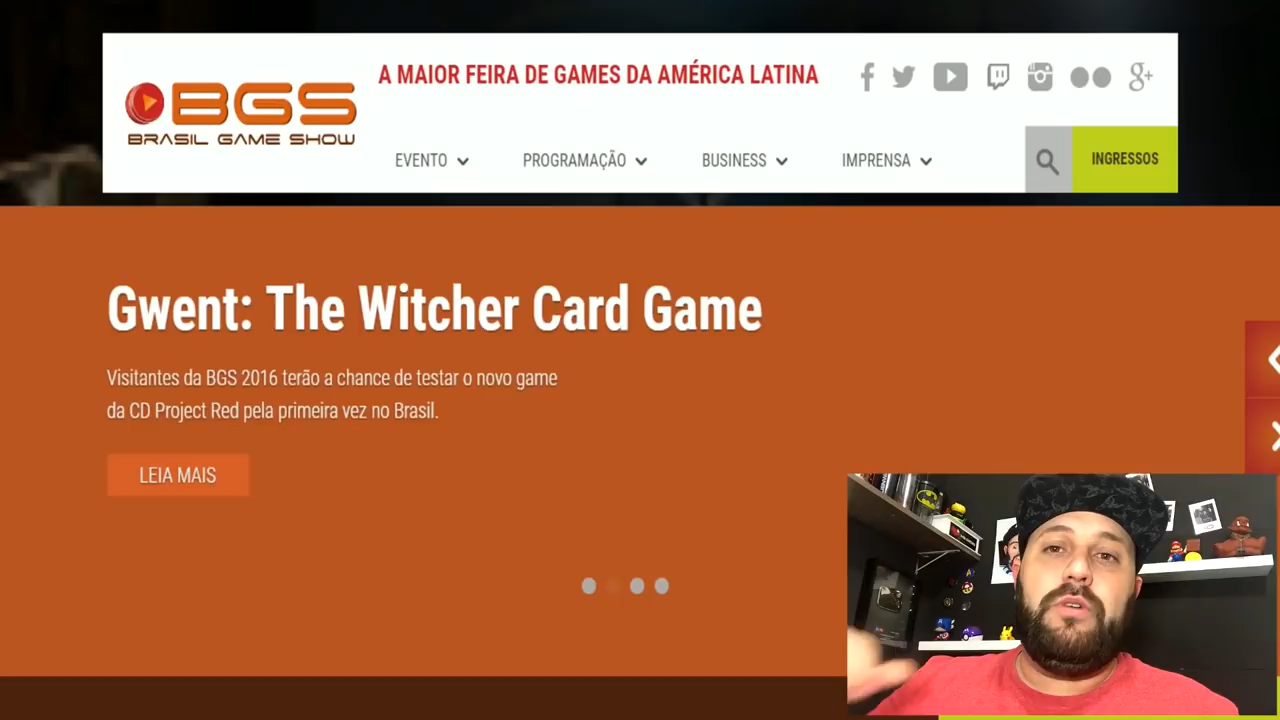 A MAIOR FEIRA DE GAMES DA AMÉRICA LATINA
BGS
BRASIL GAME SHOW
EVENTO
PROGRAMAÇÃO
BUSINESS
IMPRENSA
INGRESSOS
Gwent: The Witcher Card Game
Visitantes da BGS 2016 terão a chance de testar o novo game
da CD Project Red pela primeira vez no Brasil.
LEIA MAIS